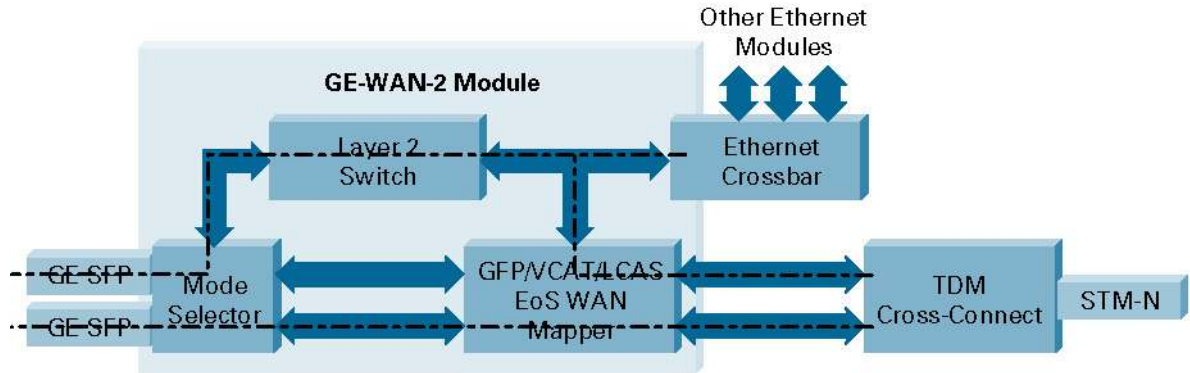 Other Ethernet
Modules
GE-WAN-2 Module
Layer 2
Switch
Ethernet
Crossbar
GE SFP
GE SFP
Mode
Selector
GFP/VCAT/LCAS
EoS WAN
Mapper
TDM
Cross-Connect
STM-N